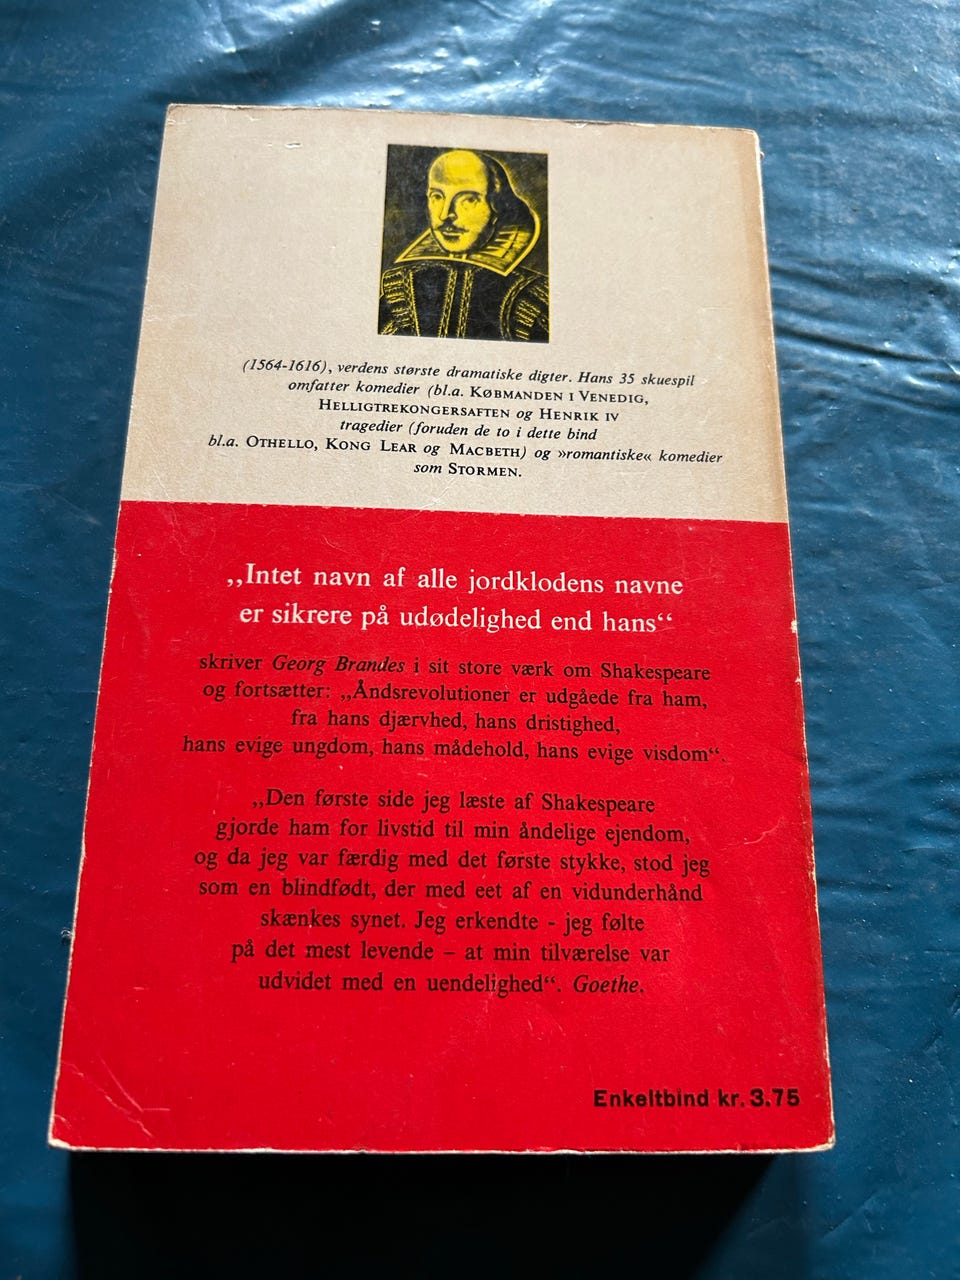 (1564-1616), verdens største dramatiske digter. Hans 35 skuespil
omfatter komedier (bl.a. KØBMANDEN I VENEDIG,
HELLIGTREKONGERSAFTEN og HENRIK IV
tragedier (foruden de to i dette bind
bl.a. OTHELLO, KONG LEAR og MACBETH) og »romantiske« komedier
som STORMEN.
„Intet navn af alle jordklodens navne
er sikrere på udødelighed end hans“
skriver Georg Brandes i sit store værk om Shakespeare
og fortsætter: „Åndsrevolutioner er udgåede fra ham,
fra hans djærvhed, hans dristighed,
hans evige ungdom, hans mådehold, hans evige visdom“.
„Den første side jeg læste af Shakespeare
gjorde ham for livstid til min åndelige ejendom,
og da jeg var færdig med det første stykke, stod jeg
som en blindfødt, der med eet af en vidunderhånd
skænkes synet. Jeg erkendte - jeg følte
på det mest levende – at min tilværelse var
udvidet med en uendelighed“. Goethe.
Enkeltbind kr. 3.75